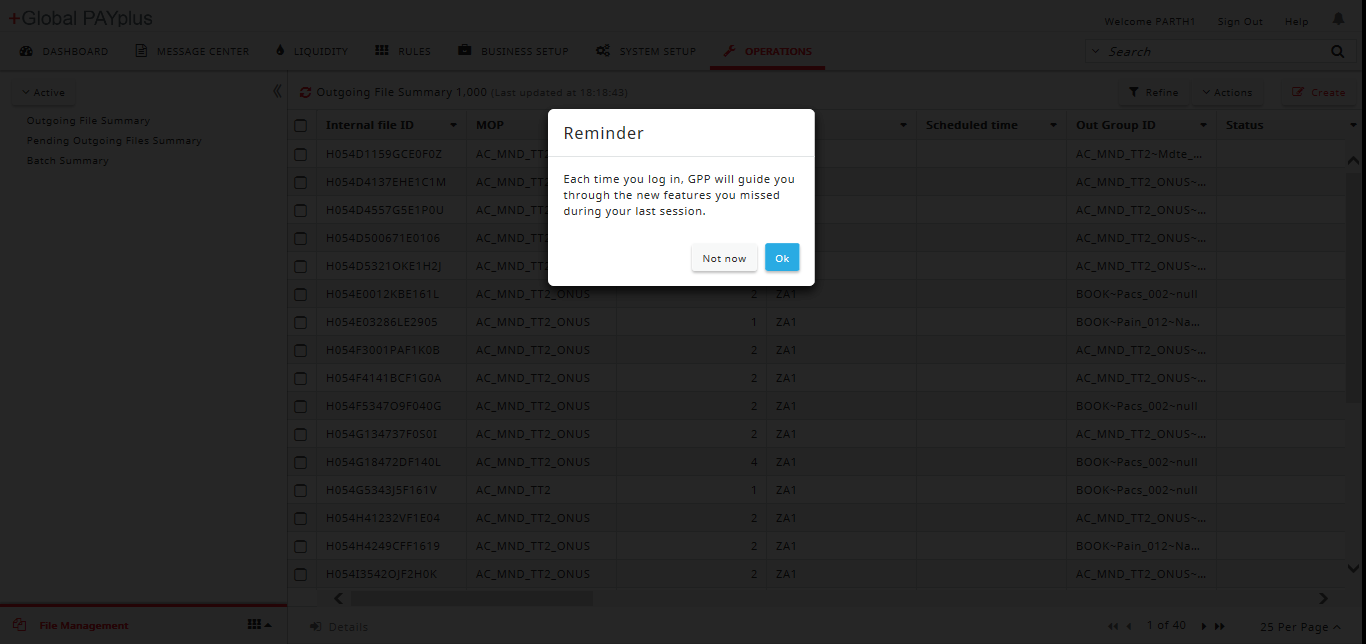 +Global PAYplus
Welcome PARTH1 Sign Out Help
DASHBOARD MESSAGE CENTER LIQUIDITY RULES BUSINESS SETUP SYSTEM SETUP OPERATIONS Search
Active
Outgoing File Summary
Pending Outgoing Files Summary
Batch Summary
Outgoing File Summary 1.000 (Last updated at 18:18:43) Refine Actions Create
Internal file ID MOP Scheduled time Out Group ID Status
H054D1159GCE0F0Z AC_MND_TT2 AC_MND_TT2~Mdte_...
H054D4137EHE1C1M AC_MND_TT2 AC_MND_TT2_ONUS~...
H054D4557G5E1P0U AC_MND_TT2 AC_MND_TT2_ONUS~...
H054D500671E0106 AC_MND_TT2 AC_MND_TT2_ONUS~...
H054D5321OKE1H2J AC_MND_TT2 AC_MND_TT2_ONUS~...
H054E0012KBE161L AC_MND_TT2_ONUS 2 ZA1 BOOK~Pacs_002~null
H054E03286LE2905 AC_MND_TT2_ONUS 1 ZA1 BOOK~Pain_012~Na...
H054F3001PAF1K0B AC_MND_TT2_ONUS 2 ZA1 AC_MND_TT2_ONUS~...
H054F4141BCF1G0A AC_MND_TT2_ONUS 2 ZA1 AC_MND_TT2_ONUS~...
H054F5347O9F040G AC_MND_TT2_ONUS 2 ZA1 BOOK~Pacs_002~null
H054G134737F0S0I AC_MND_TT2_ONUS 2 ZA1 AC_MND_TT2_ONUS~...
H054G18472DF140L AC_MND_TT2_ONUS 4 ZA1 BOOK~Pacs_002~null
H054G5343J5F161V AC_MND_TT2 1 ZA1 BOOK~Pacs_002~null
H054H41232VF1E04 AC_MND_TT2_ONUS 2 ZA1 AC_MND_TT2_ONUS~...
H054H4249CFF1619 AC_MND_TT2_ONUS 2 ZA1 BOOK~Pain_012~Na...
H054I3542OJF2H0K AC_MND_TT2_ONUS 2 ZA1 AC_MND_TT2_ONUS~...
Reminder
Each time you log in, GPP will guide you
through the new features you missed
during your last session.
Not now Ok
File Management Details 1 of 40 25 Per Page